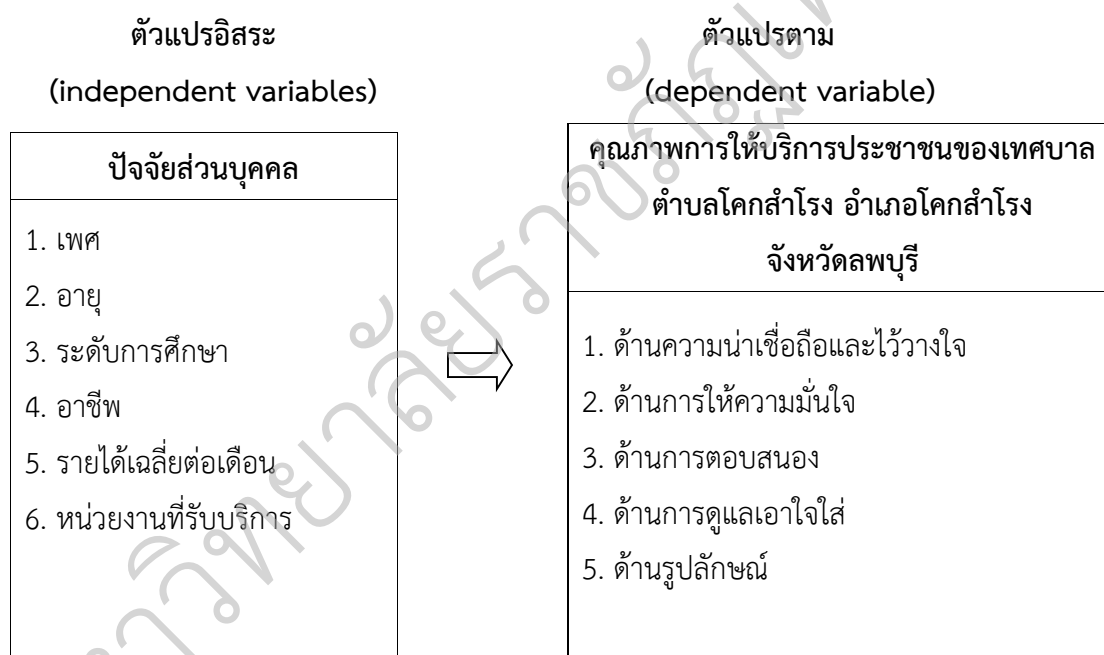 ตัวแปรอิสระ
(independent variables)
ปัจจัยส่วนบุคคล
1. เพศ
2. อายุ
3. ระดับการศึกษา
4. อาชีพ
5. รายได้เฉลี่ยต่อเดือน
6. หน่วยงานที่รับบริการ
ตัวแปรตาม
(dependent variable)
คุณภาพการให้บริการประชาชนของเทศบาล
ตำบลโคกสำโรง อำเภอโคกสำโรง
จังหวัดลพบุรี
1. ด้านความน่าเชื่อถือและไว้วางใจ
2. ด้านการให้ความมั่นใจ
3. ด้านการตอบสนอง
4. ด้านการดูแลเอาใจใส่
5. ด้านรูปลักษณ์